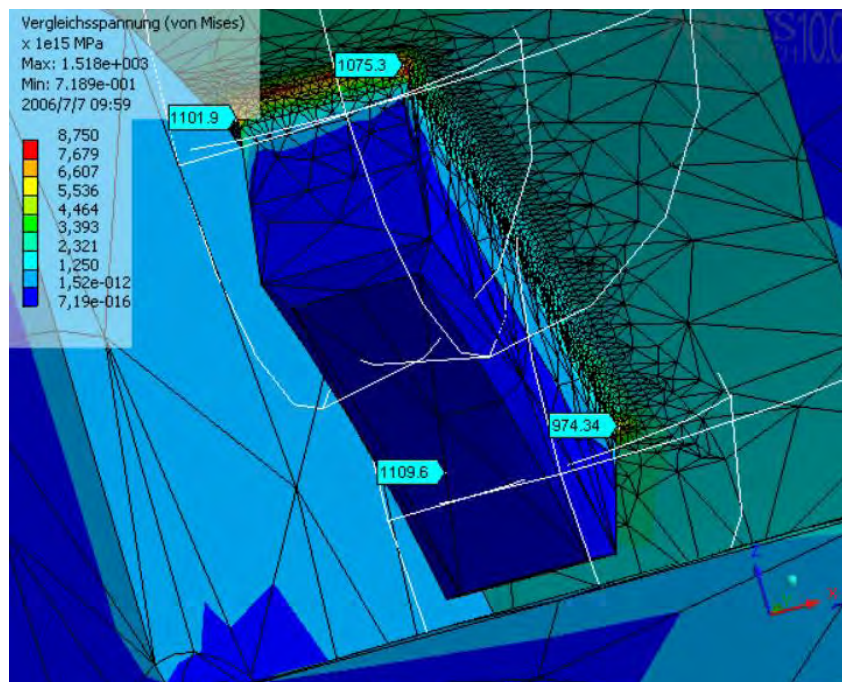 Vergleichsspannung (von Mises)
x 1e15 MPa
Max: 1.518e+003
Min: 7.189e-001
2006/7/7 09:59
8,750
7,679
6,607
5,536
4,464
3,393
2,321
1,250
1,52e-012
7,19e-016
1075.3
1101.9
974.34
1109.6
10.0
Z
X